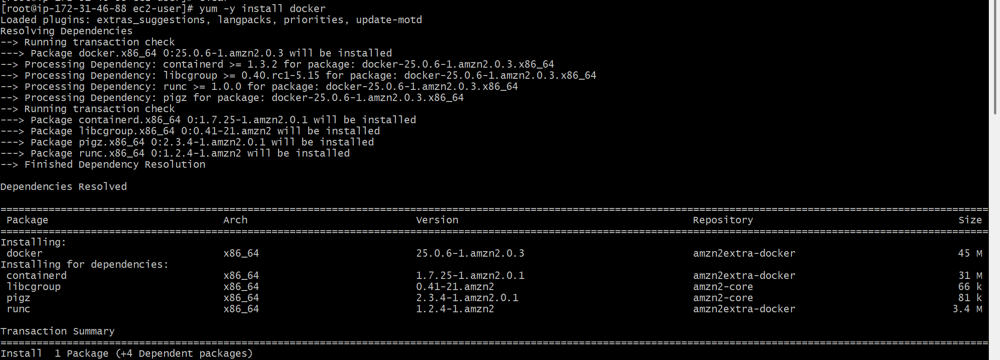 [root@ip-172-31-46-88 ec2-user]# yum -y install docker
Loaded plugins: extras_suggestions, langpacks, priorities, update-motd
Resolving Dependencies
--> Running transaction check
---> Package docker.x86_64 0:25.0.6-1.amzn2.0.3 will be installed
--> Processing Dependency: containerd >= 1.3.2 for package: docker-25.0.6-1.amzn2.0.3.x86_64
--> Processing Dependency: libcgroup >= 0.40.rc1-5.15 for package: docker-25.0.6-1.amzn2.0.3.x86_64
--> Processing Dependency: runc >= 1.0.0 for package: docker-25.0.6-1.amzn2.0.3.x86_64
--> Processing Dependency: pigz for package: docker-25.0.6-1.amzn2.0.3.x86_64
--> Running transaction check
---> Package containerd.x86_64 0:1.7.25-1.amzn2.0.1 will be installed
---> Package libcgroup.x86_64 0:0.41-21.amzn2 will be installed
---> Package pigz.x86_64 0:2.3.4-1.amzn2.0.1 will be installed
---> Package runc.x86_64 0:1.2.4-1.amzn2 will be installed
--> Finished Dependency Resolution
Dependencies Resolved
Package Arch Version Repository Size
Installing:
docker x86_64 25.0.6-1.amzn2.0.3 amzn2extra-docker 45 M
Installing for dependencies:
containerd x86_64 1.7.25-1.amzn2.0.1 amzn2extra-docker 31 M
libcgroup x86_64 0.41-21.amzn2 amzn2-core 66 k
pigz x86_64 2.3.4-1.amzn2.0.1 amzn2-core 81 k
runc x86_64 1.2.4-1.amzn2 amzn2extra-docker 3.4 M
Transaction Summary
Install 1 Package (+4 Dependent packages)